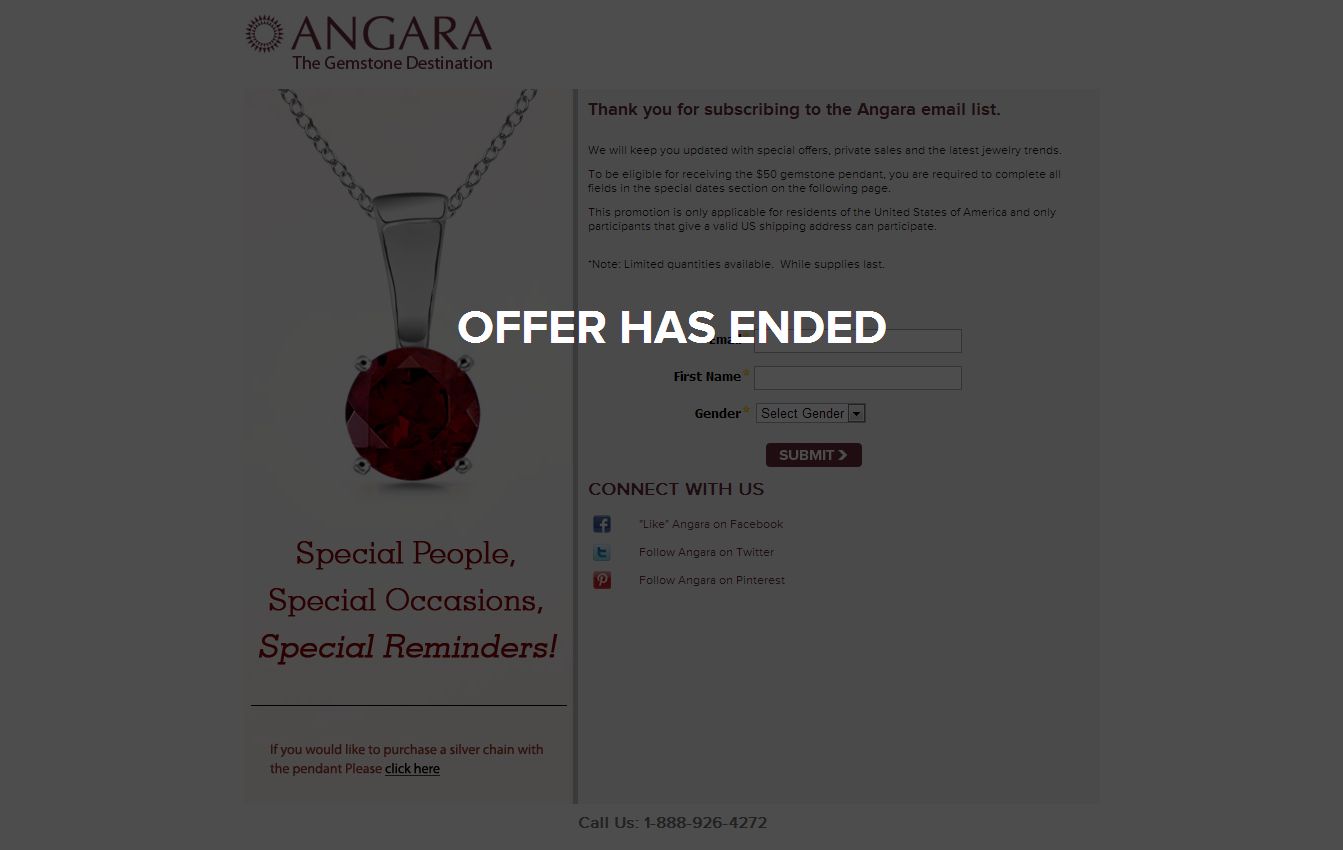 ANGARA
The Gemstone Destination
Thank you for subscribing to the Angara email list.
We will keep you updated with special offers, private sales and the latest jewelry trends.
To be eligible for receiving the $50 gemstone pendant, you are required to complete all
fields in the special dates section on the following page.
This promotion is only applicable for residents of the United States of America and only
participants that give a valid US shipping address can participate.
*Note: Limited quantities available.  While supplies last.
OFFER HAS ENDED
Email
First Name*
Gender* Select Gender
SUBMIT >
CONNECT WITH US
"Like" Angara on Facebook
Follow Angara on Twitter
Follow Angara on Pinterest
Special People,
Special Occasions,
Special Reminders!
If you would like to purchase a silver chain with
the pendant Please click here
Call Us: 1-888-926-4272